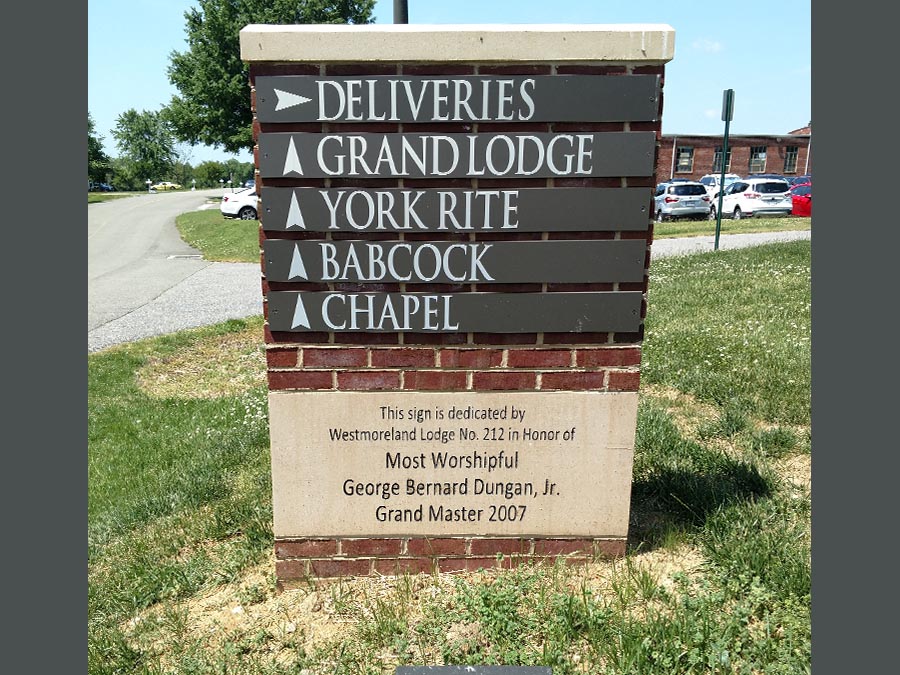 DELIVERIES
GRAND LODGE
YORK RITE
BABCOCK
CHAPEL
This sign is dedicated by
Westmoreland Lodge No. 212 in Honor of
Most Worshipful
George Bernard Dungan, Jr.
Grand Master 2007